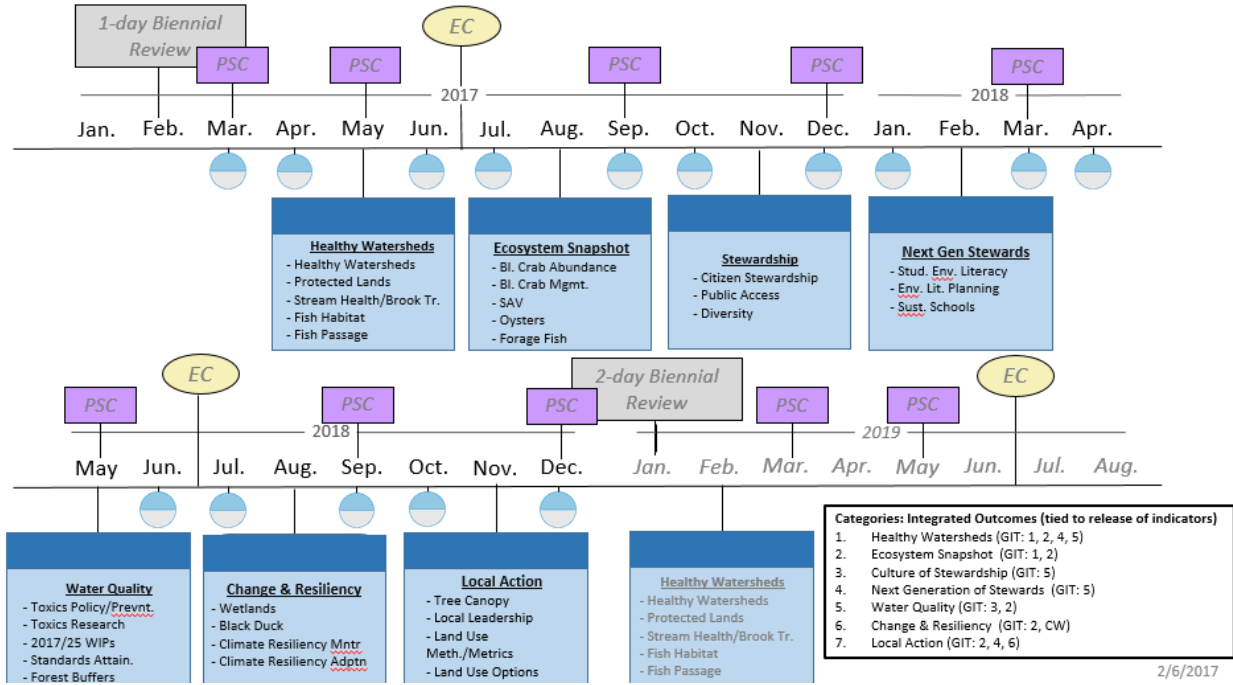 1-day Biennial
Review
EC
PSC
PSC
PSC
PSC
PSC
2017
2018
Jan. Feb. Mar. Apr. May Jun. Jul. Aug. Sep. Oct. Nov. Dec. Jan. Feb. Mar. Apr.
Healthy Watersheds
- Healthy Watersheds
- Protected Lands
- Stream Health/Brook Tr.
- Fish Habitat
- Fish Passage
Ecosystem Snapshot
- Bl. Crab Abundance
- Bl. Crab Mgmt.
- SAV
- Oysters
- Forage Fish
Stewardship
- Citizen Stewardship
- Public Access
- Diversity
Next Gen Stewards
- Stud. Env. Literacy
- Env. Lit. Planning
- Sust. Schools
EC
2-day Biennial
Review
EC
PSC
PSC
PSC
PSC
PSC
2018
2019
May Jun. Jul. Aug. Sep. Oct. Nov. Dec. Jan. Feb. Mar. Apr. May Jun. Jul. Aug.
Water Quality
- Toxics Policy/Prevnt.
- Toxics Research
- 2017/25 WIPs
- Standards Attain.
- Forest Buffers
Change & Resiliency
- Wetlands
- Black Duck
- Climate Resiliency Mntr
- Climate Resiliency Adptn
Local Action
- Tree Canopy
- Local Leadership
- Land Use
Meth./Metrics
- Land Use Options
Healthy Watersheds
- Healthy Watersheds
- Protected Lands
- Stream Health/Brook Tr.
- Fish Habitat
- Fish Passage
Categories: Integrated Outcomes (tied to release of indicators)
1. Healthy Watersheds (GIT: 1, 2, 4, 5)
2. Ecosystem Snapshot (GIT: 1, 2)
3. Culture of Stewardship (GIT: 5)
4. Next Generation of Stewards (GIT: 5)
5. Water Quality (GIT: 3, 2)
6. Change & Resiliency (GIT: 2, CW)
7. Local Action (GIT: 2, 4, 6)
2/6/2017